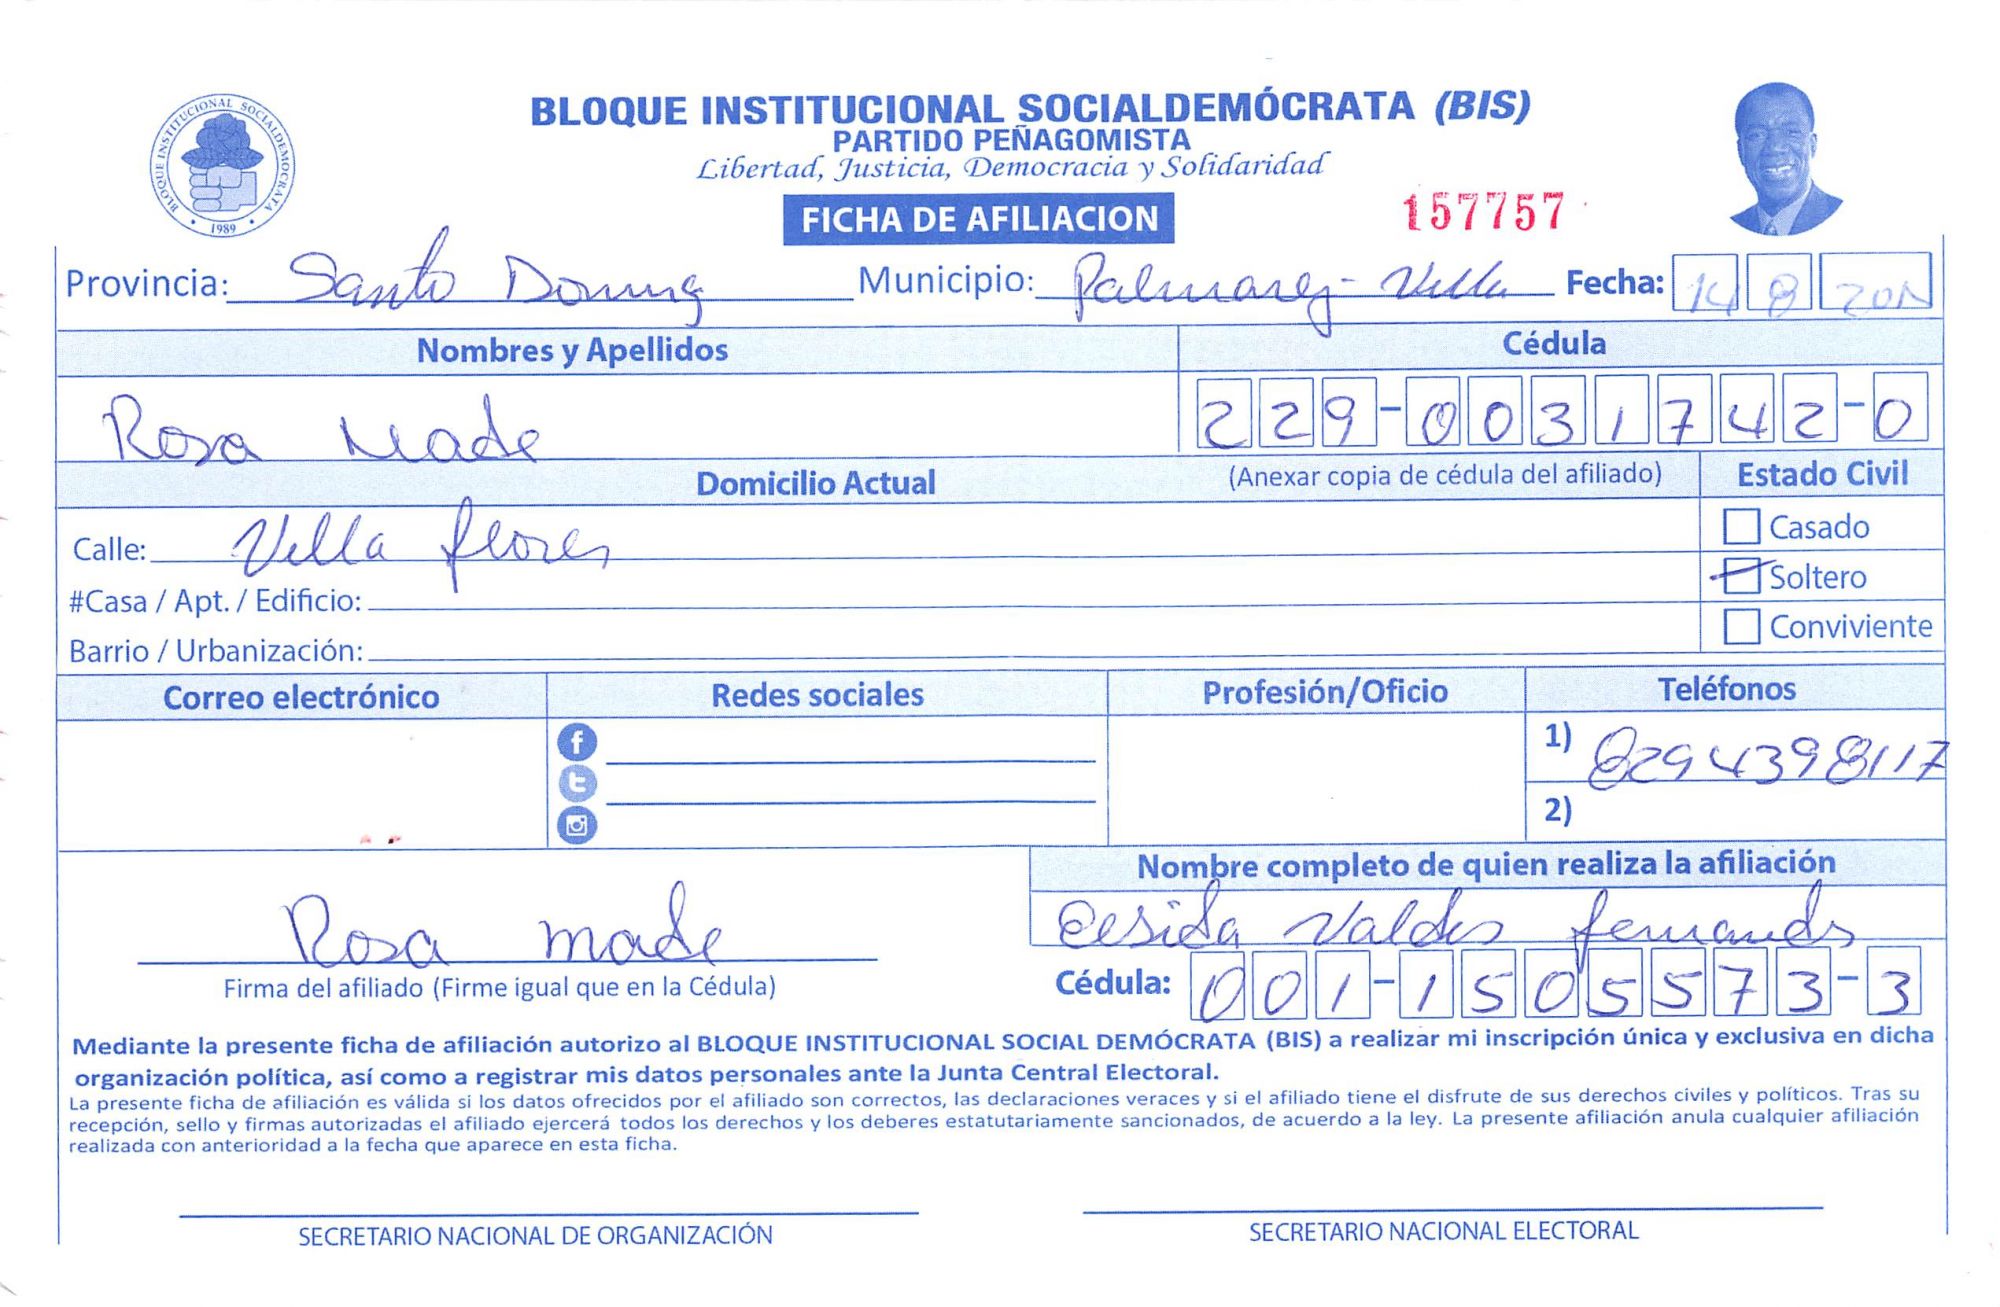 BLOQUE INSTITUCIONAL SOCIALDEMÓCRATA (BIS)
PARTIDO PEÑAGOMISTA
Libertad, Justicia, Democracia y Solidaridad
BLOQUE INSTITUCIONAL SOCIALDEMOCRATA
1989
FICHA DE AFILIACION
157757
Provincia: Santo Doming Municipio: Palmarej- Villa Fecha: 14 8
Nombres y Apellidos Cédula
Rosa Made 229-0031742-0
Domicilio Actual (Anexar copia de cédula del afiliado) Estado Civil
Calle: Villa flores Casado
#Casa / Apt. / Edificio: Soltero
Barrio / Urbanización: Conviviente
Correo electrónico Redes sociales Profesión/Oficio Teléfonos
1) 8294398117
2)
Nombre completo de quien realiza la afiliación
Rosa made Valdes
Firma del afiliado (Firme igual que en la Cédula) Cédula: 001-1505573-3
Mediante la presente ficha de afiliación autorizo al BLOQUE INSTITUCIONAL SOCIAL DEMÓCRATA (BIS) a realizar mi inscripción única y exclusiva en dicha
organización política, así como a registrar mis datos personales ante la Junta Central Electoral.
La presente ficha de afiliación es válida si los datos ofrecidos por el afiliado son correctos, las declaraciones veraces y si el afiliado tiene el disfrute de sus derechos civiles y políticos. Tras su
recepción, sello y firmas autorizadas el afiliado ejercerá todos los derechos y los deberes estatutariamente sancionados, de acuerdo a la ley. La presente afiliación anula cualquier afiliación
realizada con anterioridad a la fecha que aparece en esta ficha.
SECRETARIO NACIONAL DE ORGANIZACIÓN SECRETARIO NACIONAL ELECTORAL